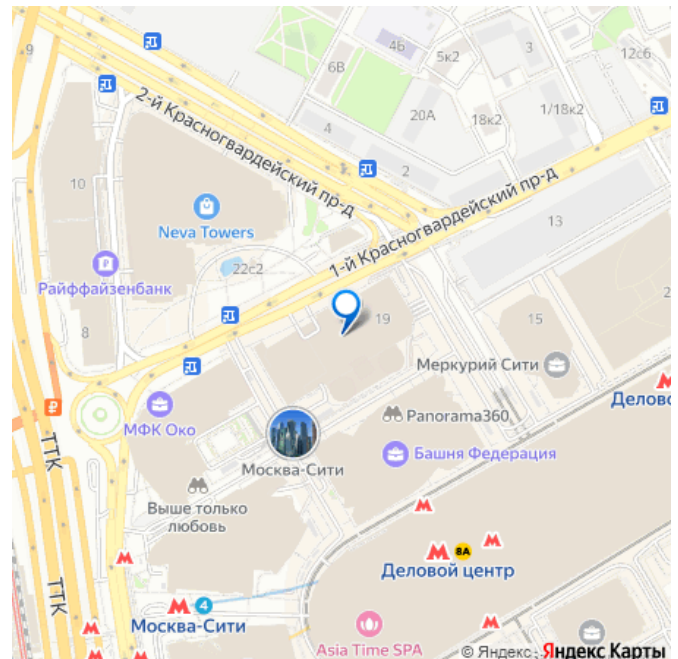 9
4Б
5к2
3
12с6
6В
20А
18к2
1/18к2
4
2
2-й Красногвардейский пр-д
1-й Красногвардейский пр-д
10
Neva Towers
13
22с2
Райффайзенбанк
8
19
15
2
Меркурий Сити
Делово
МФК Око
Panorama360
Башня Федерация
Москва-Сити
Выше только
любовь
ТТК
8А
Деловой центр
ТТК
4
Москва-Сити
Asia Time SPA
© Яндекс
Яндекс Карты